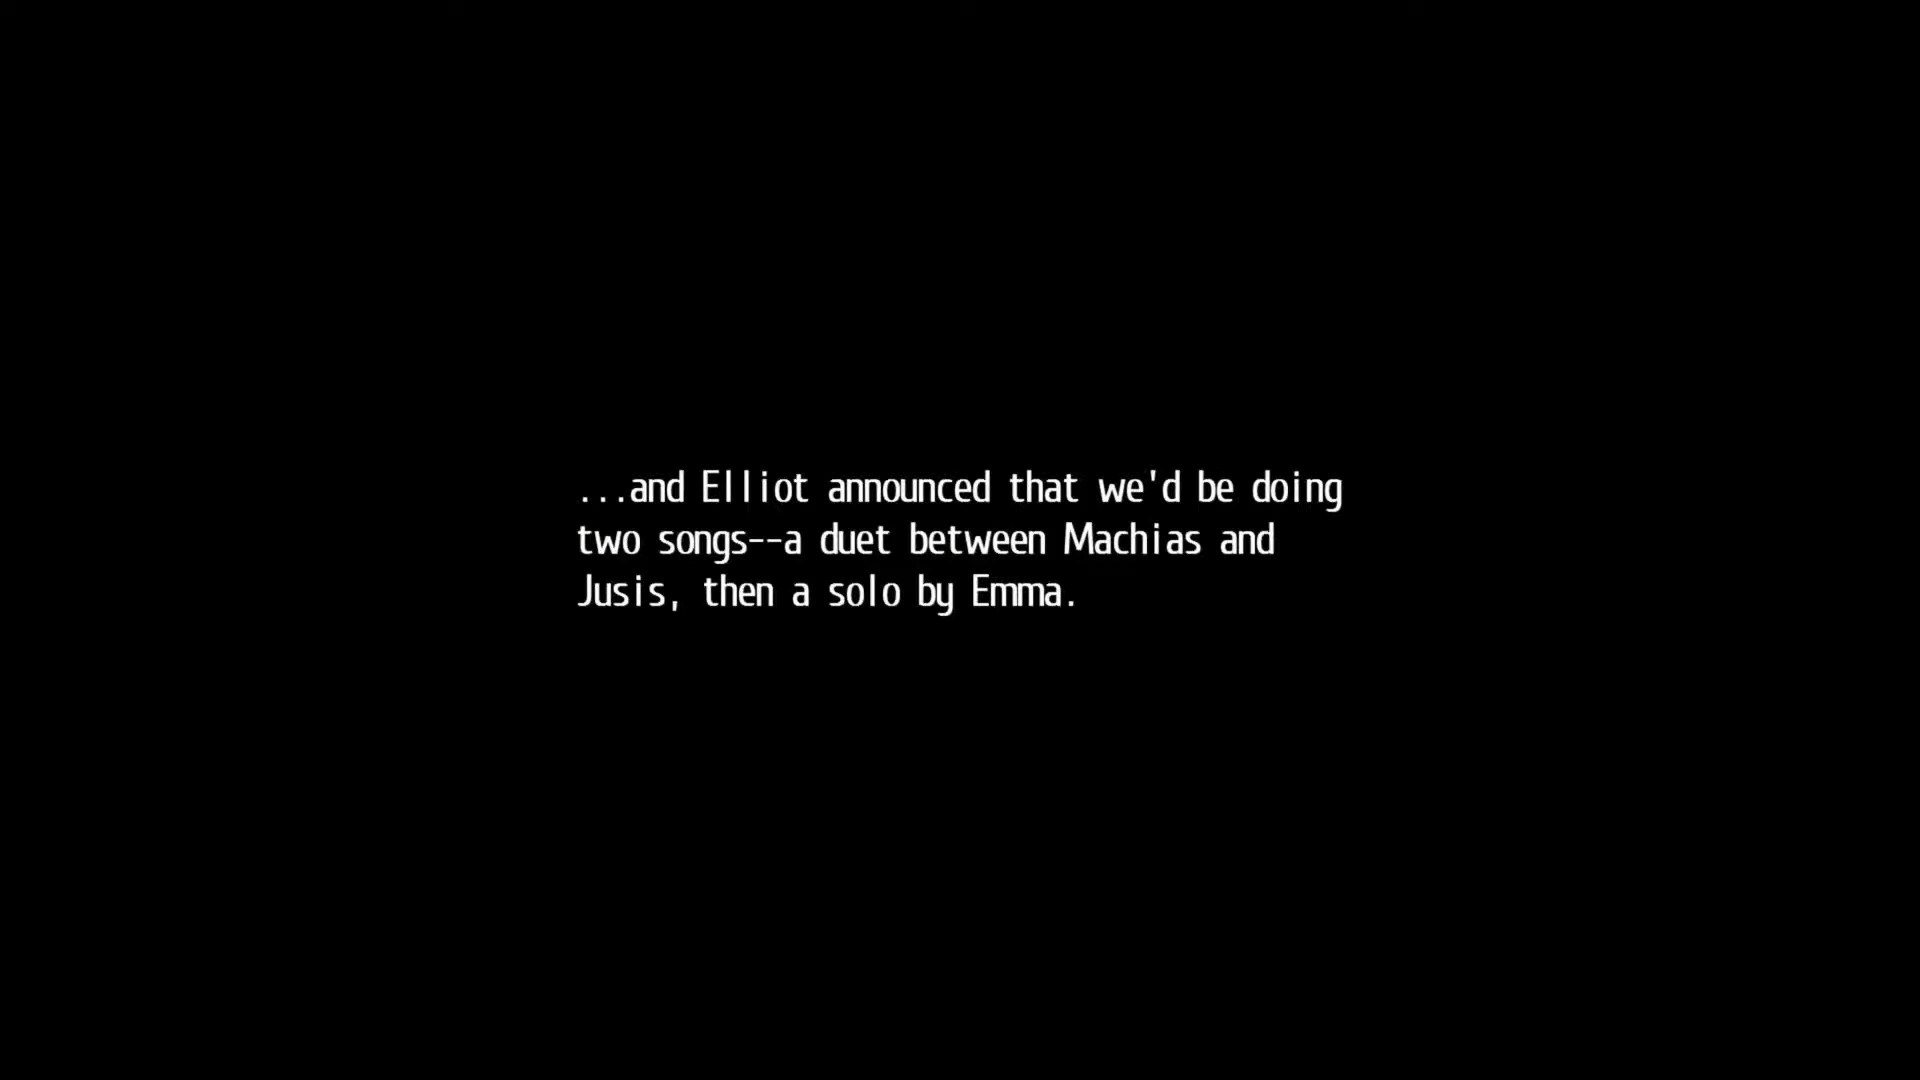 ...and Elliot announced that we'd be doing
two songs--a duet between Machias and
Jusis, then a solo by Emma.